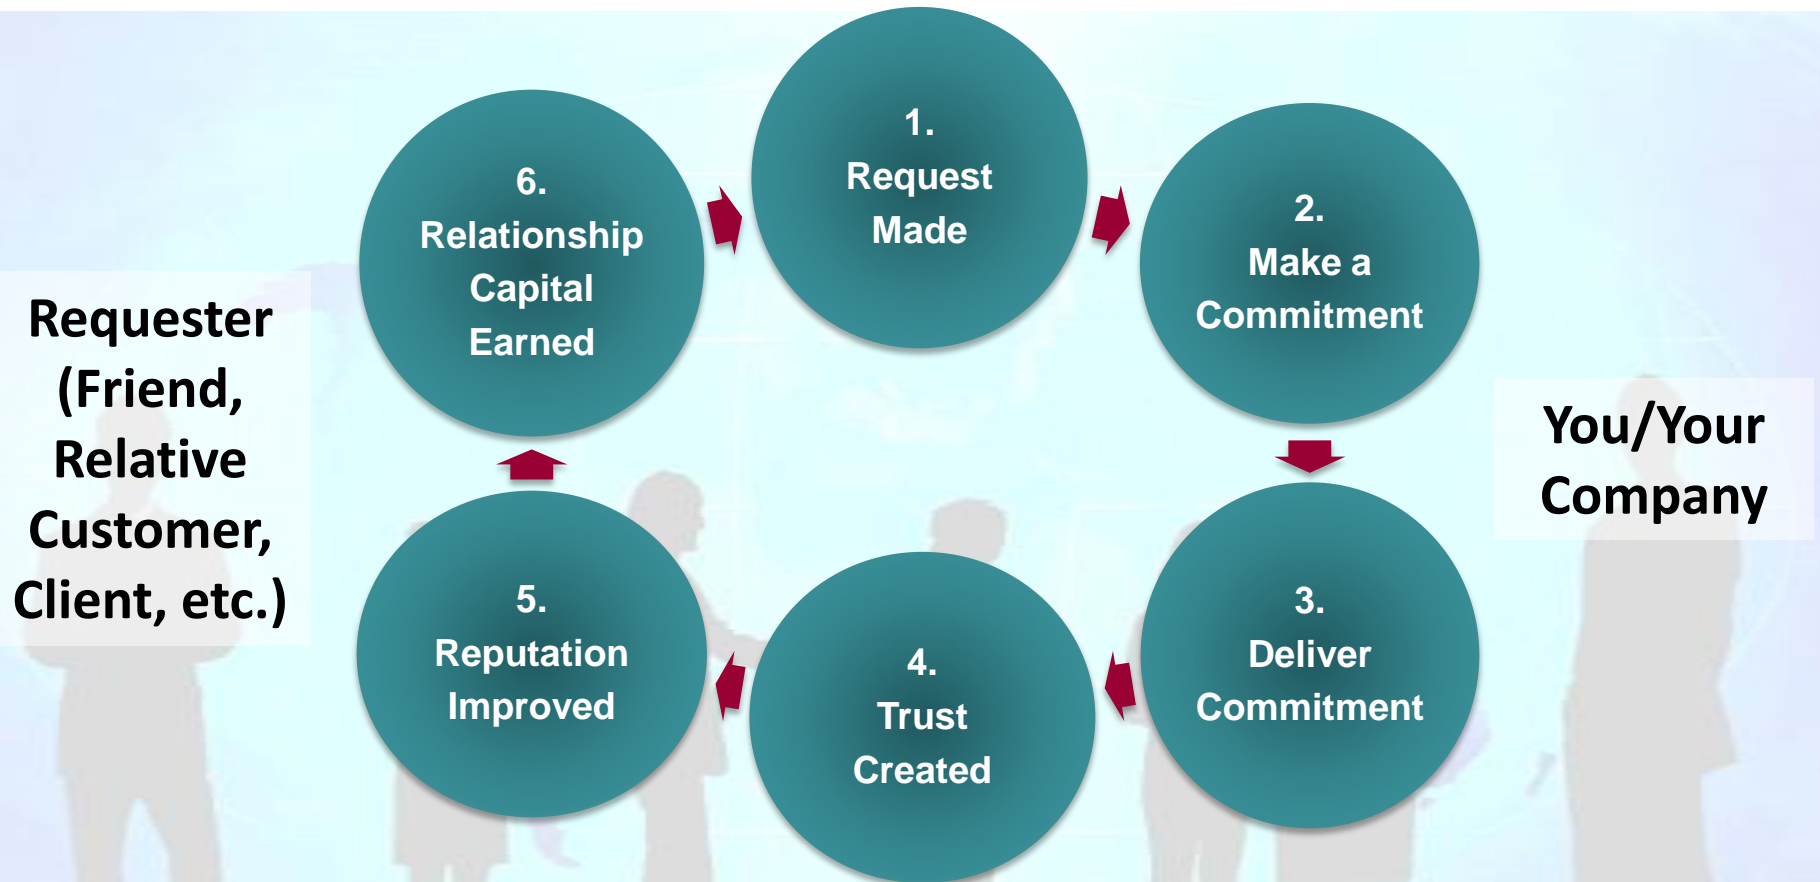 1.
Request
Made
2.
Make a
Commitment
3.
Deliver
Commitment
4.
Trust
Created
5.
Reputation
Improved
6.
Relationship
Capital
Earned
Requester
(Friend,
Relative
Customer,
Client, etc.)
You/Your
Company